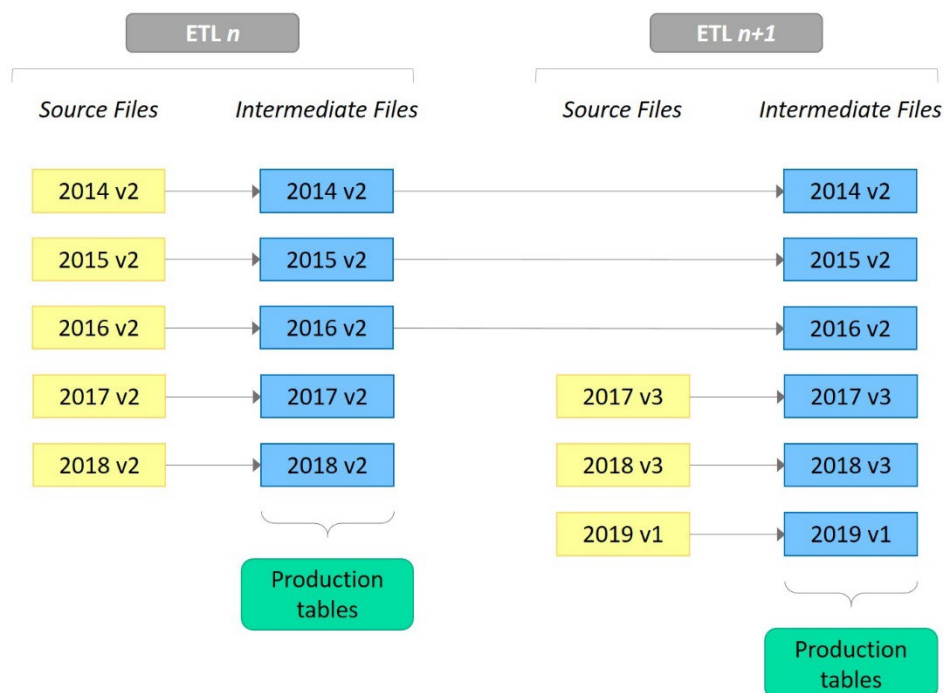 ETL n
ETL n+1
Source Files
Intermediate Files
Source Files
Intermediate Files
2014 v2
2014 v2
2014 v2
2015 v2
2015 v2
2015 v2
2016 v2
2016 v2
2016 v2
2017 v2
2017 v2
2017 v3
2017 v3
2018 v2
2018 v2
2018 v3
2018 v3
2019 v1
2019 v1
Production
tables
Production
tables